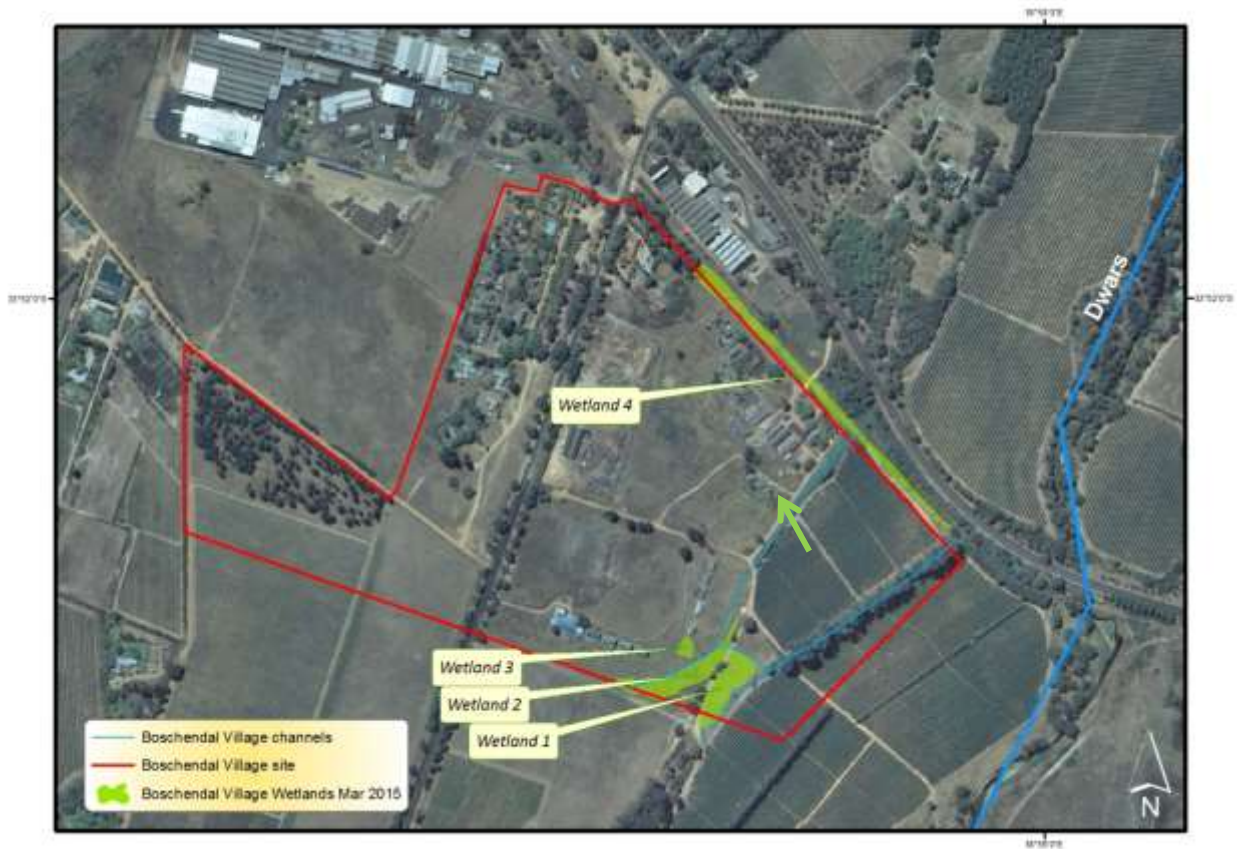 Dwars
Wetland 4
Wetland 3
Wetland 2
Wetland 1
Boschendal Village channels
Boschendal Village site
Boschendal Village Wetlands Mar 2015
N